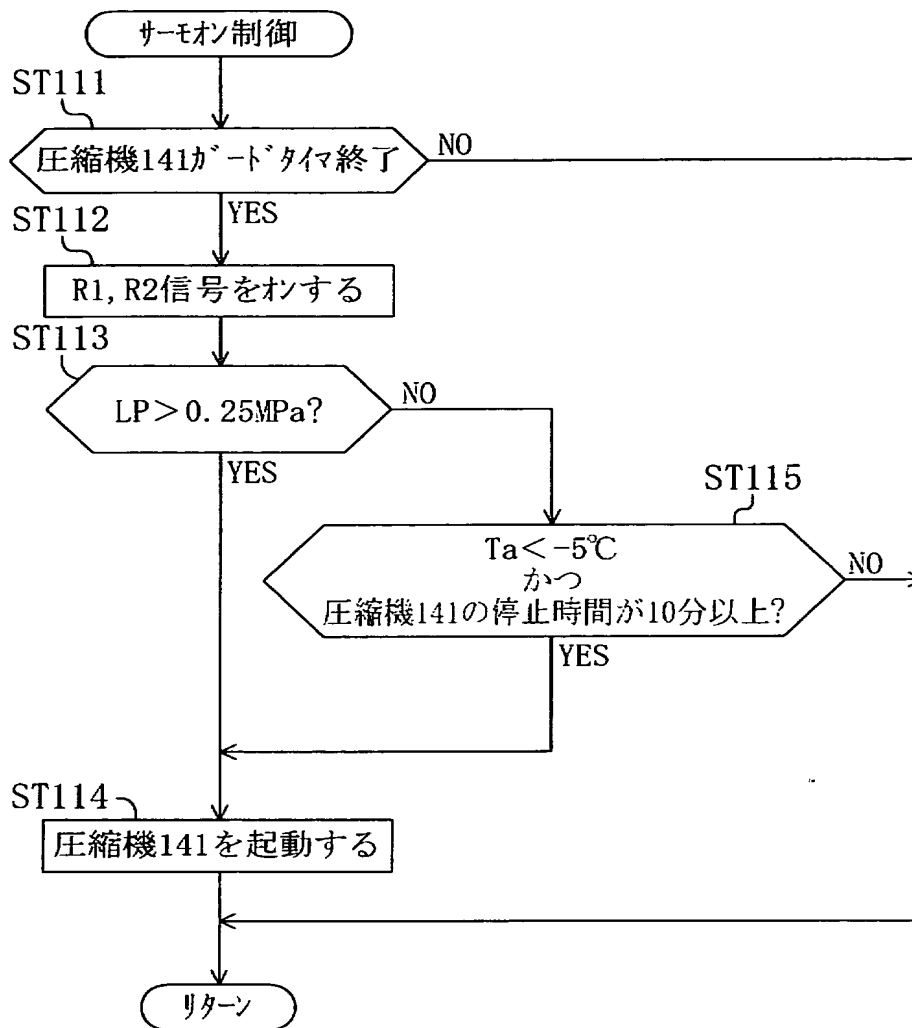 サーモオン制御
ST111
圧縮機141ガードタイマ終了
NO
YES
ST112
R1, R2信号をオンする
ST113
LP＞0.25MPa?
NO
YES
ST115
Ta＜-5℃
かつ
圧縮機141の停止時間が10分以上?
NO
YES
ST114
圧縮機141を起動する
リターン